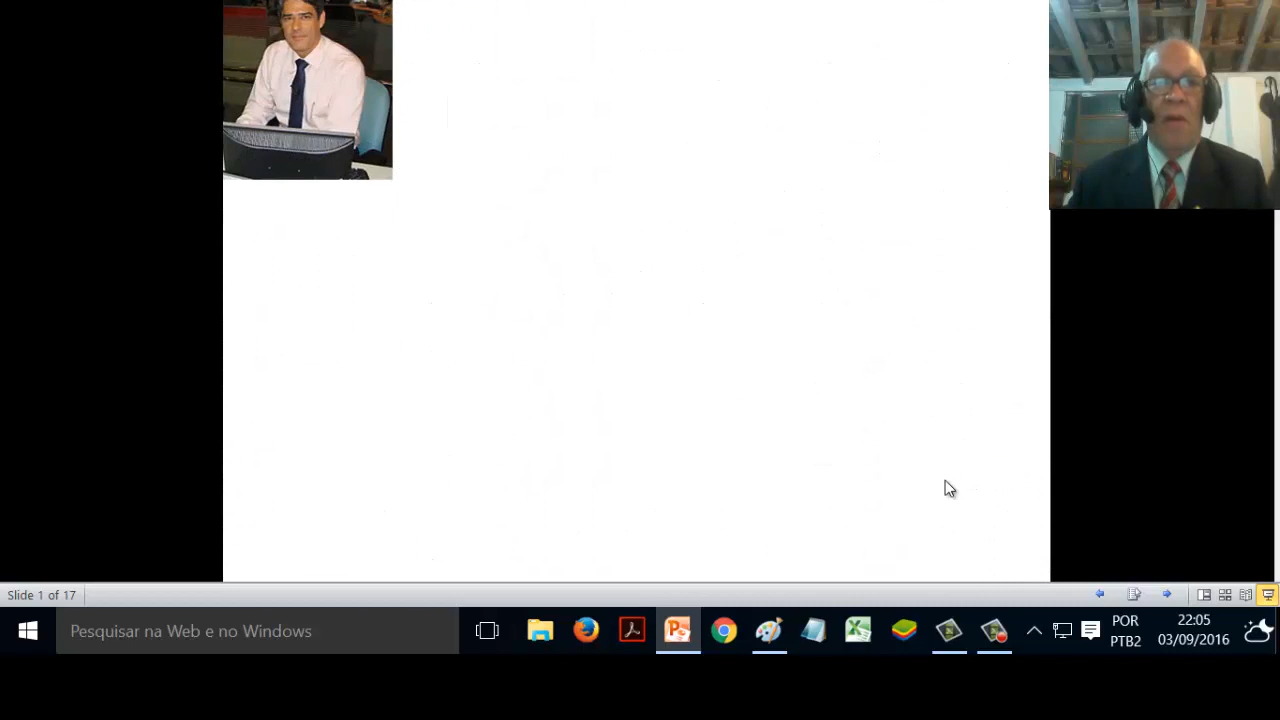 Slide 1 of 17
Pesquisar na Web e no Windows
POR
PTB2
22:05
03/09/2016